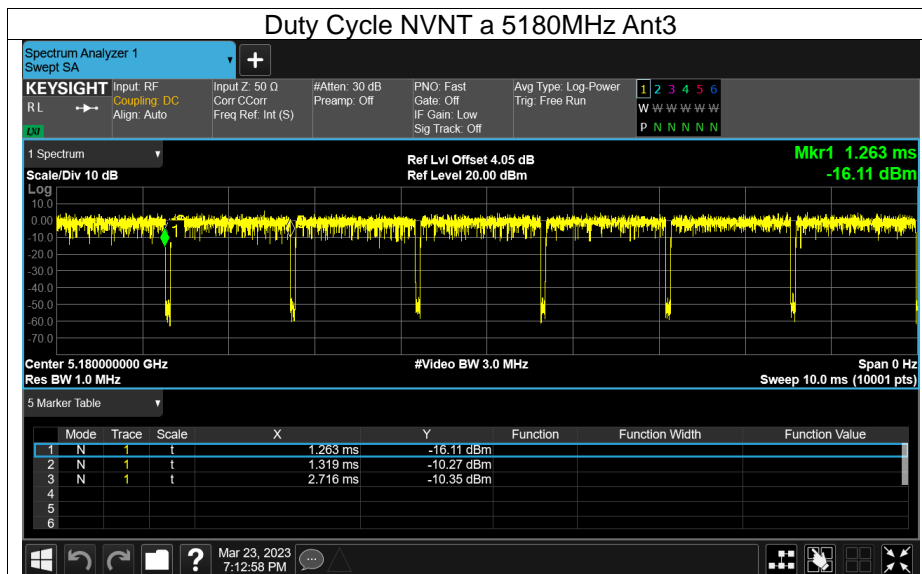 Duty Cycle NVNT a 5180MHz Ant3
Spectrum Analyzer 1
Swept SA
+
KEYSIGHT Input: RF Input Z: 50 Ω #Atten: 30 dB PNO: Fast Avg Type: Log-Power 1 2 3 4 5 6
R L Coupling: DC Corr CCorr Preamp: Off Gate: Off Trig: Free Run W W W W W W
Align: Auto Freq Ref: Int (S) IF Gain: Low
LXI Sig Track: Off P N N N N N
1 Spectrum Ref Lvl Offset 4.05 dB Mkr1 1.263 ms
Scale/Div 10 dB Ref Level 20.00 dBm -16.11 dBm
Log
10.0
0.00
-10.0
-20.0
-30.0
-40.0
-50.0
-60.0
-70.0
1
Center 5.180000000 GHz #Video BW 3.0 MHz Span 0 Hz
Res BW 1.0 MHz Sweep 10.0 ms (10001 pts)
5 Marker Table
Mode Trace Scale X Y Function Function Width Function Value
1 N 1 t 1.263 ms -16.11 dBm
2 N 1 t 1.319 ms -10.27 dBm
3 N 1 t 2.716 ms -10.35 dBm
4
5
6
? Mar 23, 2023
7:12:58 PM